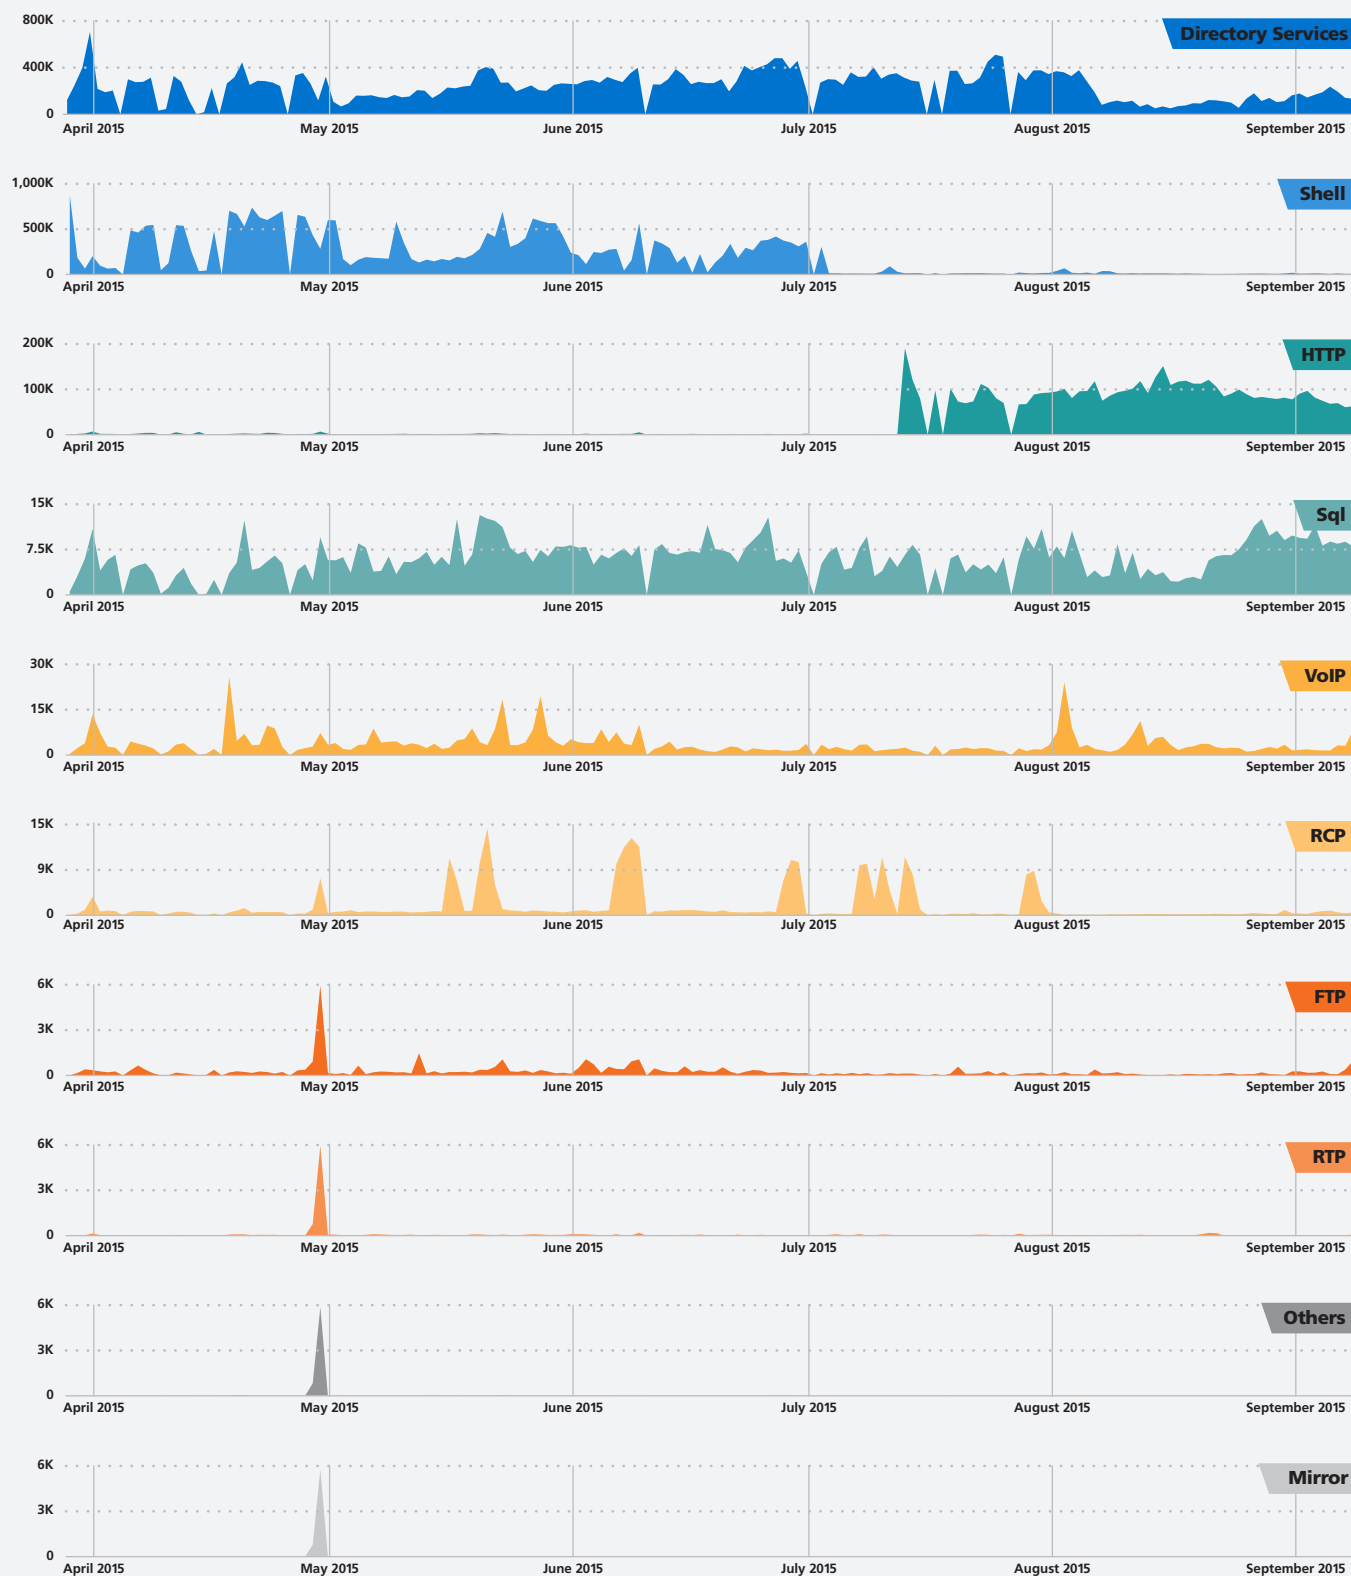 800K
Directory Services
400K
0
April 2015 May 2015 June 2015 July 2015 August 2015 September 2015
1,000K
Shell
500K
0
April 2015 May 2015 June 2015 July 2015 August 2015 September 2015
200K
HTTP
100K
0
April 2015 May 2015 June 2015 July 2015 August 2015 September 2015
15K
Sql
7.5K
0
April 2015 May 2015 June 2015 July 2015 August 2015 September 2015
30K
VoIP
15K
0
April 2015 May 2015 June 2015 July 2015 August 2015 September 2015
15K
RCP
9K
0
April 2015 May 2015 June 2015 July 2015 August 2015 September 2015
6K
FTP
3K
0
April 2015 May 2015 June 2015 July 2015 August 2015 September 2015
6K
RTP
3K
0
April 2015 May 2015 June 2015 July 2015 August 2015 September 2015
6K
Others
3K
0
April 2015 May 2015 June 2015 July 2015 August 2015 September 2015
6K
Mirror
3K
0
April 2015 May 2015 June 2015 July 2015 August 2015 September 2015